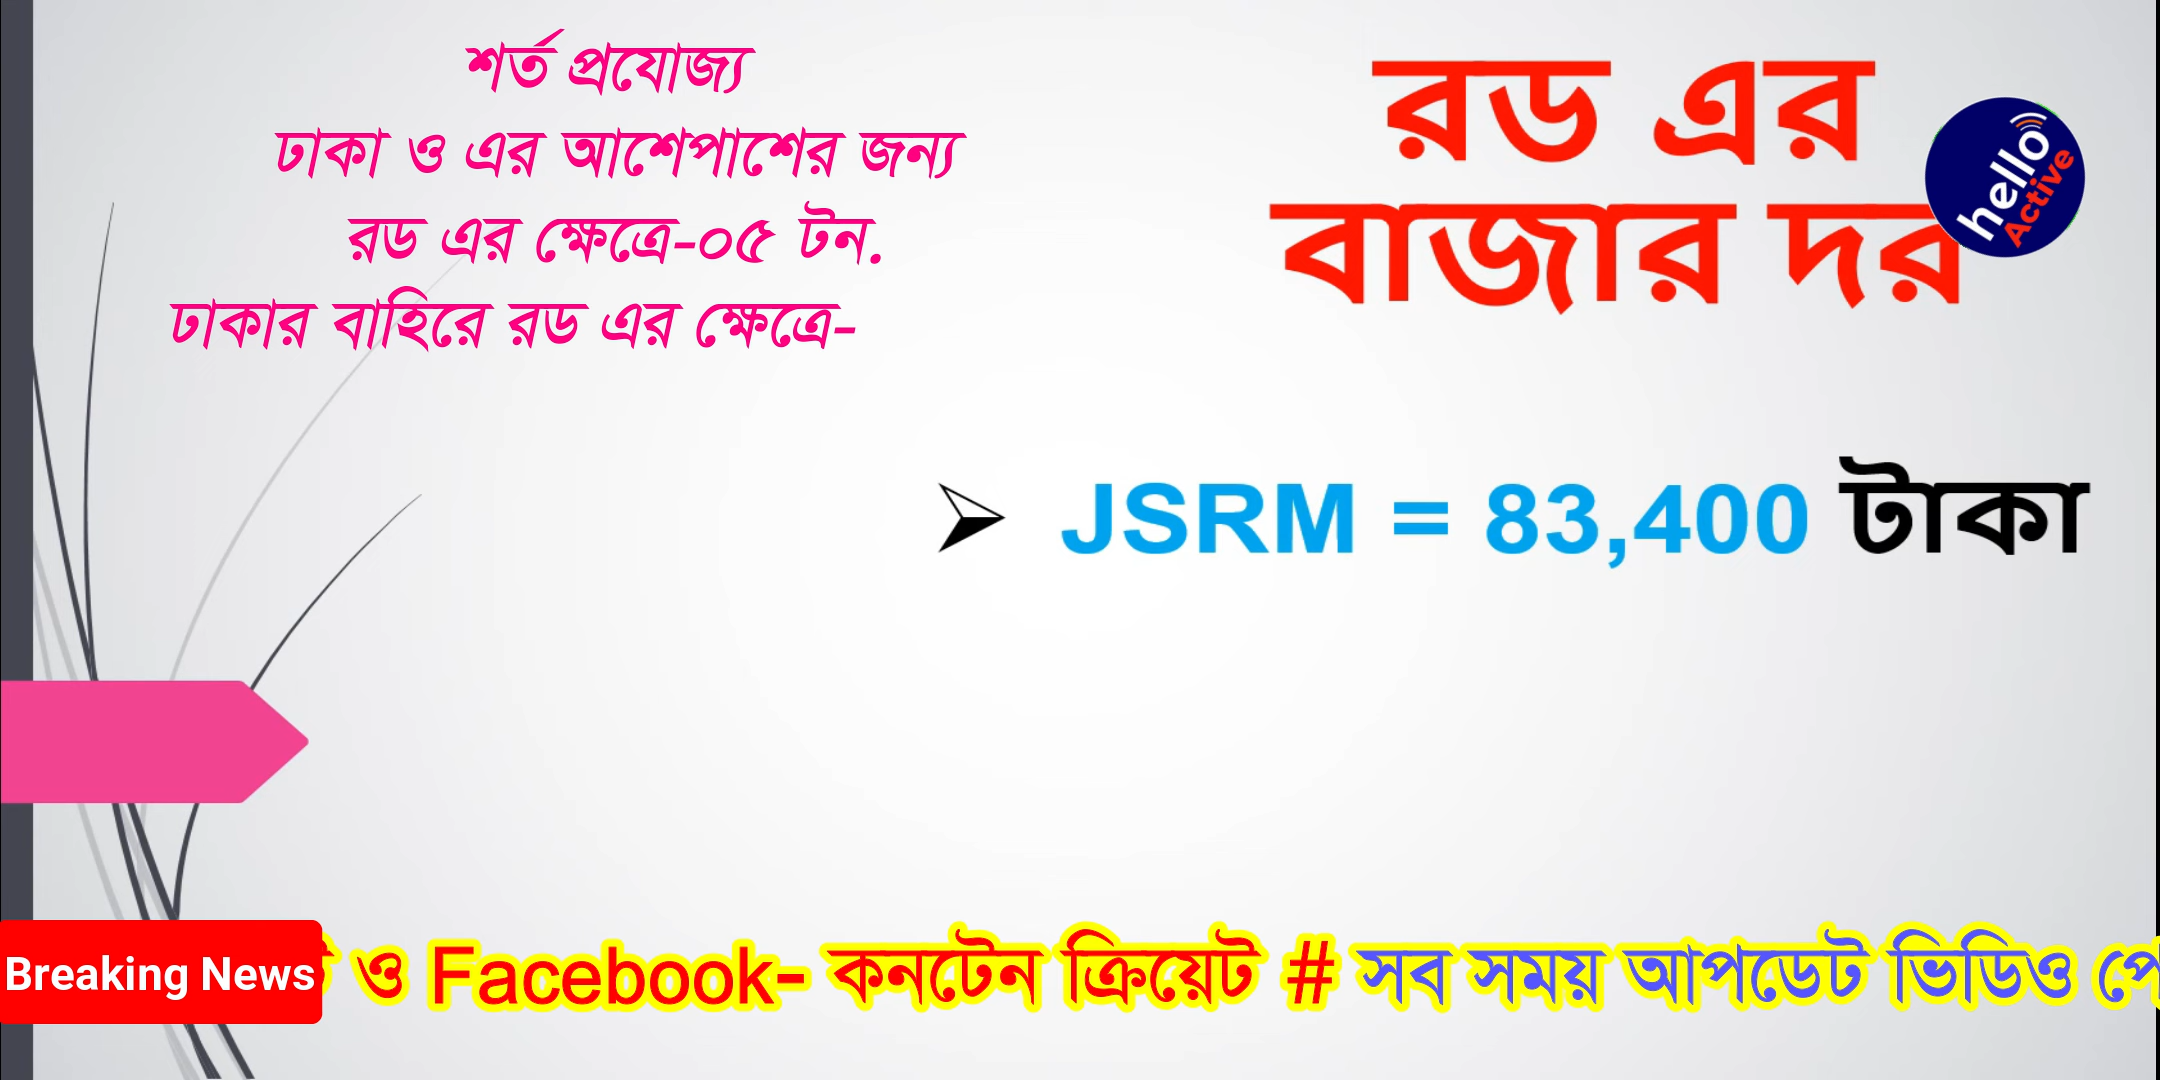 শর্ত প্রযোজ্য
ঢাকা ও এর আশেপাশের জন্য
রড এর ক্ষেত্রে-০৫ টন.
ঢাকার বাহিরে রড এর ক্ষেত্রে-
রড এর
বাজার দর
hello
Active
➢ JSRM = 83,400 টাকা
Breaking News
ও Facebook- কনটেন ক্রিয়েট # সব সময় আপডেট ভিডিও